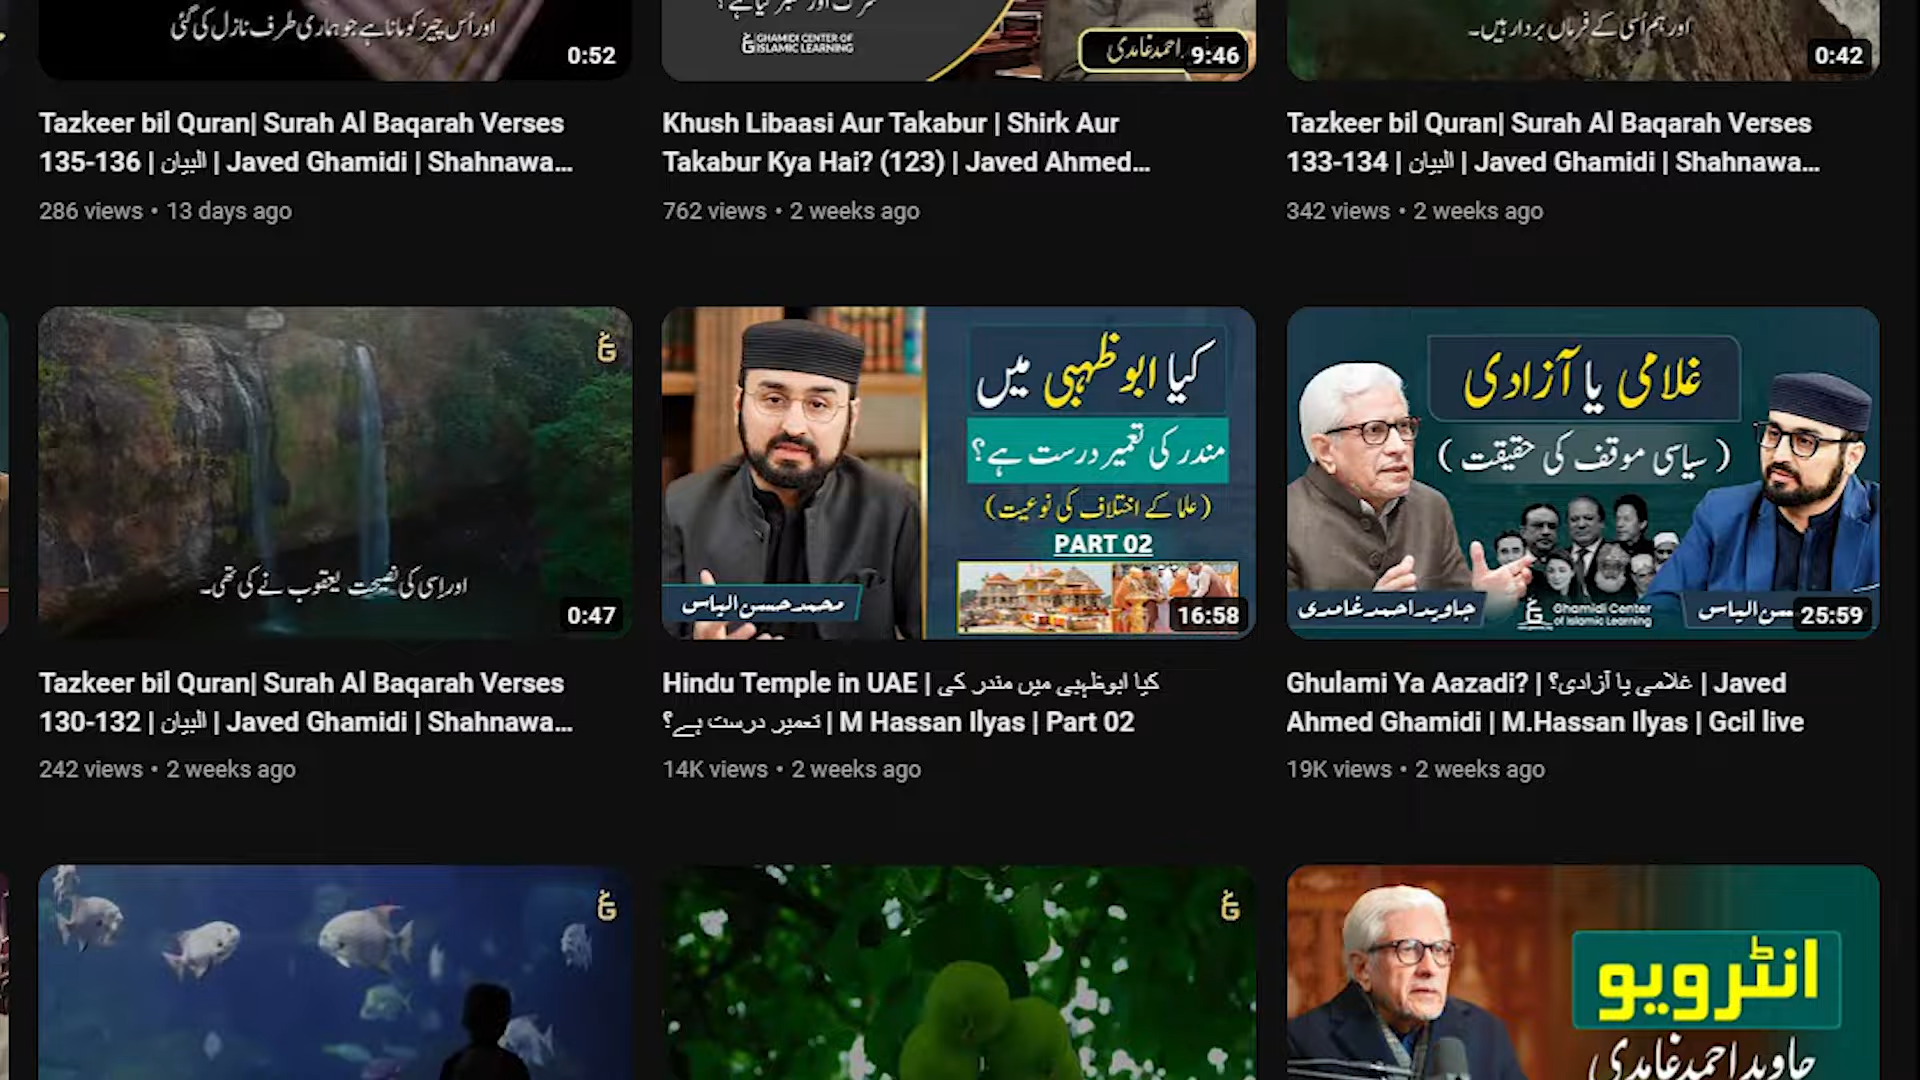 اور اُس چیز کو مانا ہے جو ہماری طرف نازل کی گئی
0:52
GHAMIDI CENTER OF
ISLAMIC LEARNING
احمد غامدی
9:46
اور ہم اُسی کے فرماں بردار ہیں۔
0:42
Tazkeer bil Quran| Surah Al Baqarah Verses
135-136 | البیان | Javed Ghamidi | Shahnawa...
286 views • 13 days ago
Khush Libaasi Aur Takabur | Shirk Aur
Takabur Kya Hai? (123) | Javed Ahmed...
762 views • 2 weeks ago
Tazkeer bil Quran| Surah Al Baqarah Verses
133-134 | البیان | Javed Ghamidi | Shahnawa...
342 views • 2 weeks ago
اور اِسی کی نصیحت یعقوب نے کی تھی۔
0:47
کیا ابوظہبی میں
مندر کی تعمیر درست ہے؟
(علما کے اختلاف کی نوعیت)
PART 02
محمد حسن الیاس
16:58
غلامی یا آزادی
(سیاسی موقف کی حقیقت)
جاوید احمد غامدی
Ghamidi Center
of Islamic Learning
حسن الیاس
25:59
Tazkeer bil Quran| Surah Al Baqarah Verses
130-132 | البیان | Javed Ghamidi | Shahnawa...
242 views • 2 weeks ago
Hindu Temple in UAE | کیا ابوظہبی میں مندر کی
تعمیر درست ہے؟ | M Hassan Ilyas | Part 02
14K views • 2 weeks ago
Ghulami Ya Aazadi? | غلامی یا آزادی؟ | Javed
Ahmed Ghamidi | M.Hassan Ilyas | Gcil live
19K views • 2 weeks ago
انٹرویو
جاوید احمد غامدی